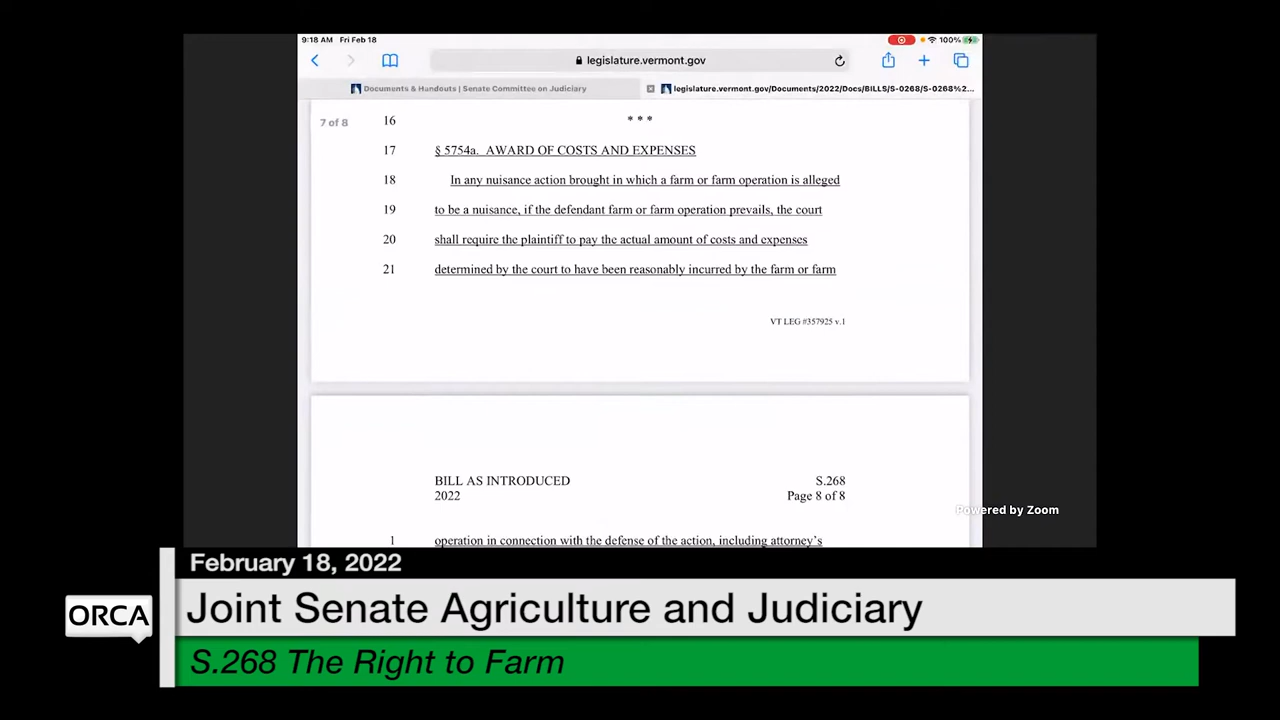 9:18 AM Fri Feb 18
100%
legislature.vermont.gov
Documents & Handouts | Senate Committee on Judiciary
legislature.vermont.gov/Documents/2022/Docs/BILLS/S-0268/S-0268%2...
7 of 8
16 * * *
17 § 5754a. AWARD OF COSTS AND EXPENSES
18 In any nuisance action brought in which a farm or farm operation is alleged
19 to be a nuisance, if the defendant farm or farm operation prevails, the court
20 shall require the plaintiff to pay the actual amount of costs and expenses
21 determined by the court to have been reasonably incurred by the farm or farm
VT LEG #357925 v.1
BILL AS INTRODUCED S.268
2022 Page 8 of 8
Powered by Zoom
1 operation in connection with the defense of the action, including attorney’s
February 18, 2022
ORCA
Joint Senate Agriculture and Judiciary
S.268 The Right to Farm